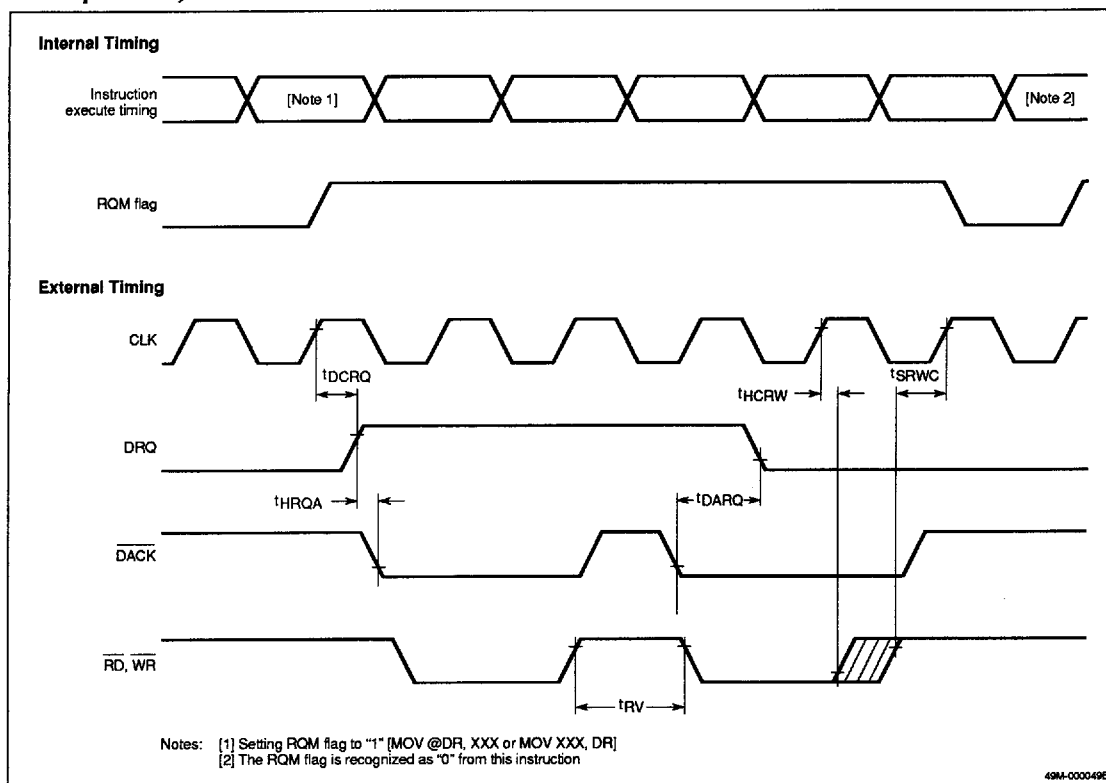 Internal Timing
Instruction
execute timing
[Note 1]
[Note 2]
RQM flag
External Timing
CLK
tDCRQ
tHCRW
tSRWC
DRQ
tHRQA
tDARQ
DACK
RD, WR
tRV
Notes: [1] Setting RQM flag to "1" [MOV @DR, XXX or MOV XXX, DR]
[2] The RQM flag is recognized as "0" from this instruction